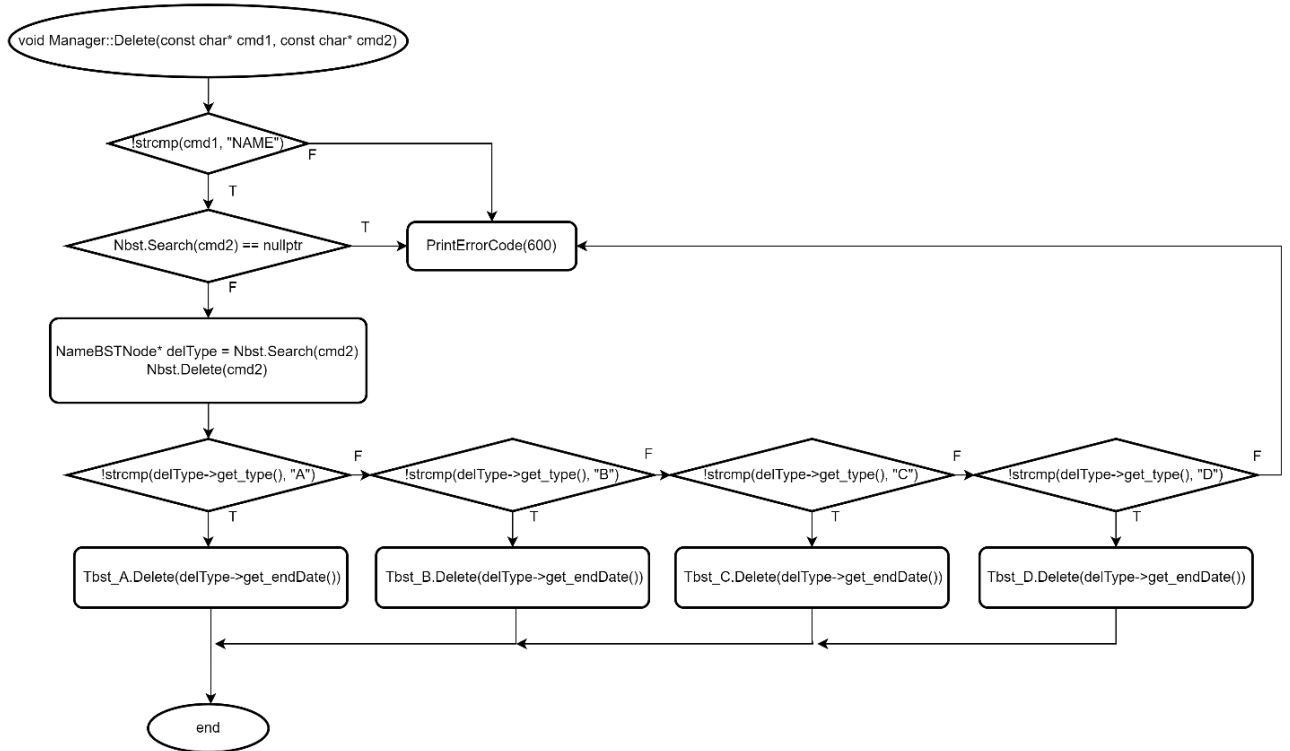 void Manager::Delete(const char* cmd1, const char* cmd2)
!strcmp(cmd1, "NAME")
F
T
Nbst.Search(cmd2) == nullptr
T
PrintErrorCode(600)
F
NameBSTNode* delType = Nbst.Search(cmd2)
Nbst.Delete(cmd2)
!strcmp(delType->get_type(), "A")
F
!strcmp(delType->get_type(), "B")
F
!strcmp(delType->get_type(), "C")
F
!strcmp(delType->get_type(), "D")
F
T
T
T
T
Tbst_A.Delete(delType->get_endDate())
Tbst_B.Delete(delType->get_endDate())
Tbst_C.Delete(delType->get_endDate())
Tbst_D.Delete(delType->get_endDate())
end